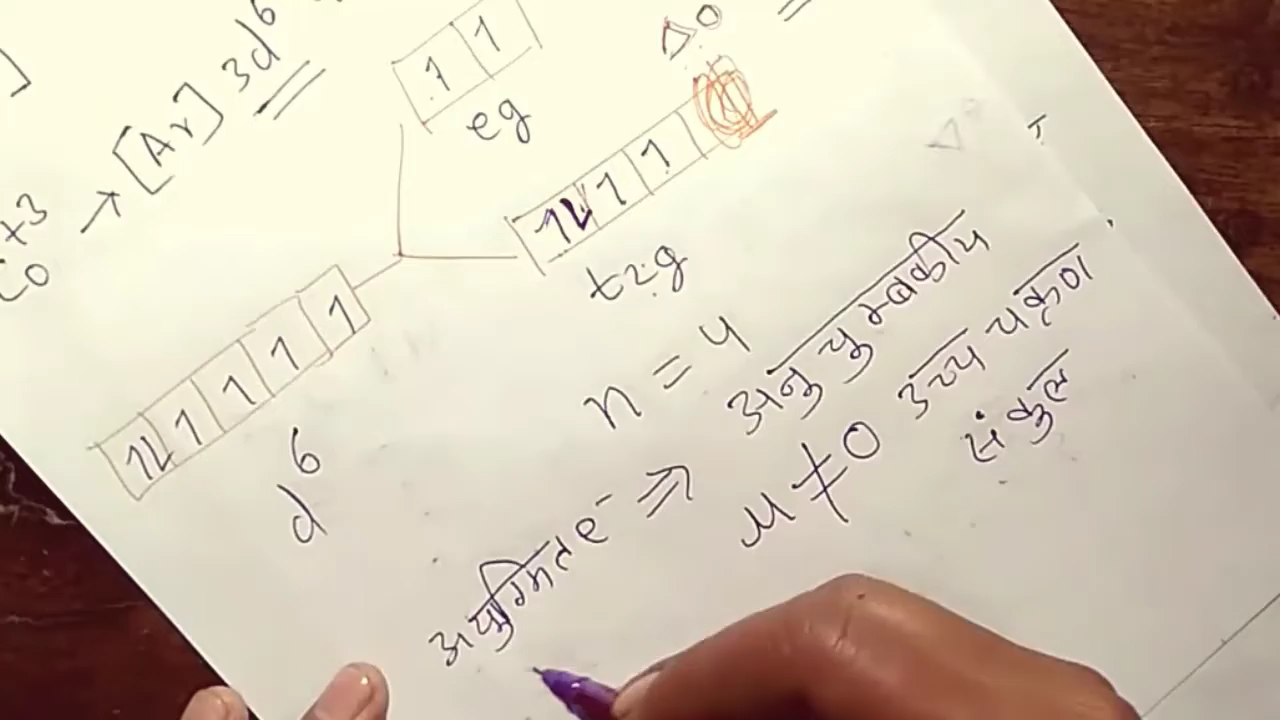 ]
Co+3 → [Ar] 3d6
1 1
eg
Δ0
1↿⇂ 1 1
t2g
1⇂ 1 1 1 1
d6
n = 4
अयुग्मित e- ⇒ अनुचुम्बकीय
μ ≠ 0 उच्च चक्रण
संकुल